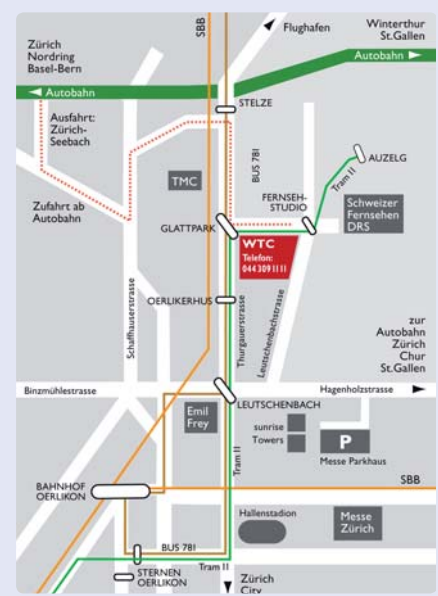 SBB
Flughafen
Winterthur
St.Gallen
Zürich
Nordring
Basel-Bern
Autobahn
Autobahn
Ausfahrt:
Zürich-
Seebach
STELZE
BUS 781
AUZELG
Tram 11
TMC
FERNSEH-
STUDIO
Schweizer
Fernsehen
DRS
Zufahrt ab
Autobahn
GLATTPARK
WTC
Telefon:
044 309 11 11
OERLIKERHUS
Schaffhauserstrasse
Thurgauerstrasse
Leutschenbachstrasse
zur
Autobahn
Zürich
Chur
St.Gallen
Binzmühlestrasse
Hagenholzstrasse
LEUTSCHENBACH
Emil
Frey
sunrise
Towers
P
Messe Parkhaus
Tram 11
BAHNHOF
OERLIKON
SBB
Hallenstadion
Messe
Zürich
BUS 781
STERNEN
OERLIKON
Tram 11
Zürich
City